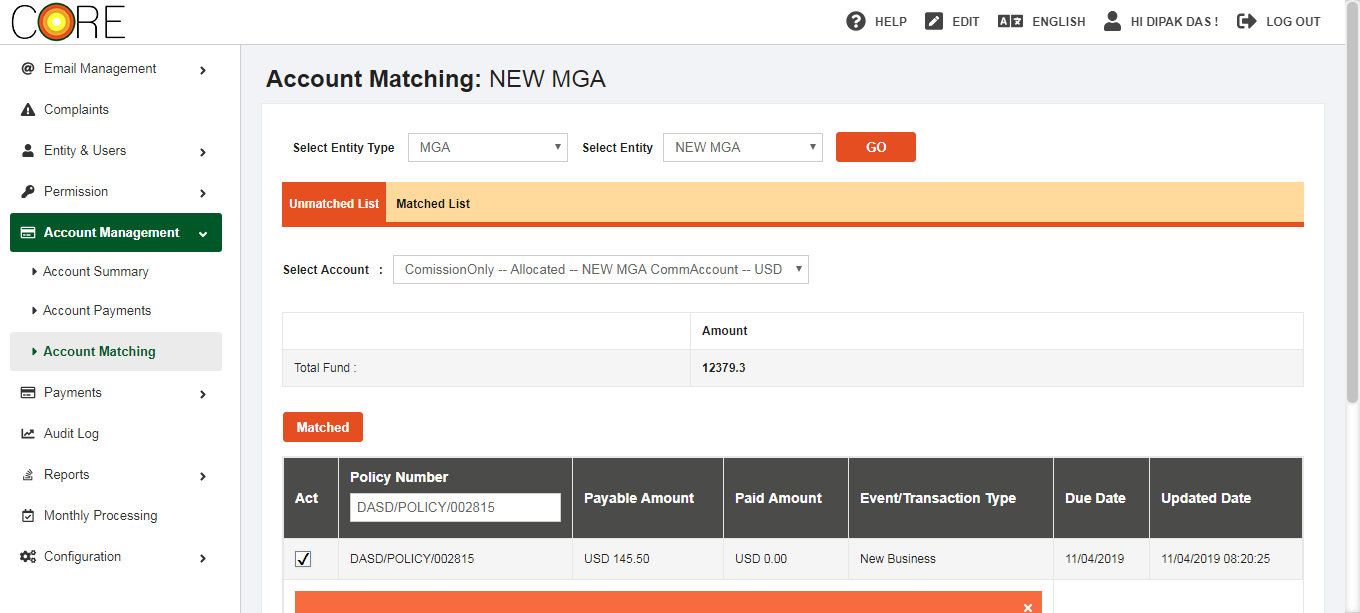 CORE
HELP EDIT ENGLISH HI DIPAK DAS ! LOG OUT
Email Management
Complaints
Entity & Users
Permission
Account Management
Account Summary
Account Payments
Account Matching
Payments
Audit Log
Reports
Monthly Processing
Configuration
Account Matching: NEW MGA
Select Entity Type MGA Select Entity NEW MGA GO
Unmatched List Matched List
Select Account : ComissionOnly -- Allocated -- NEW MGA CommAccount -- USD
Amount
Total Fund : 12379.3
Matched
Act Policy Number Payable Amount Paid Amount Event/Transaction Type Due Date Updated Date
DASD/POLICY/002815
DASD/POLICY/002815 USD 145.50 USD 0.00 New Business 11/04/2019 11/04/2019 08:20:25